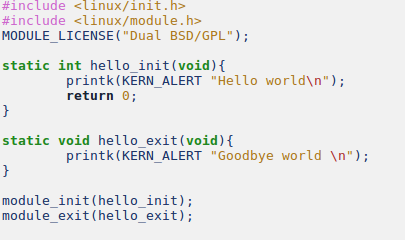 #include <linux/init.h>
#include <linux/module.h>
MODULE_LICENSE("Dual BSD/GPL");
static int hello_init(void){
        printk(KERN_ALERT "Hello world\n");
        return 0;
}
static void hello_exit(void){
        printk(KERN_ALERT "Goodbye world \n");
}
module_init(hello_init);
module_exit(hello_exit);